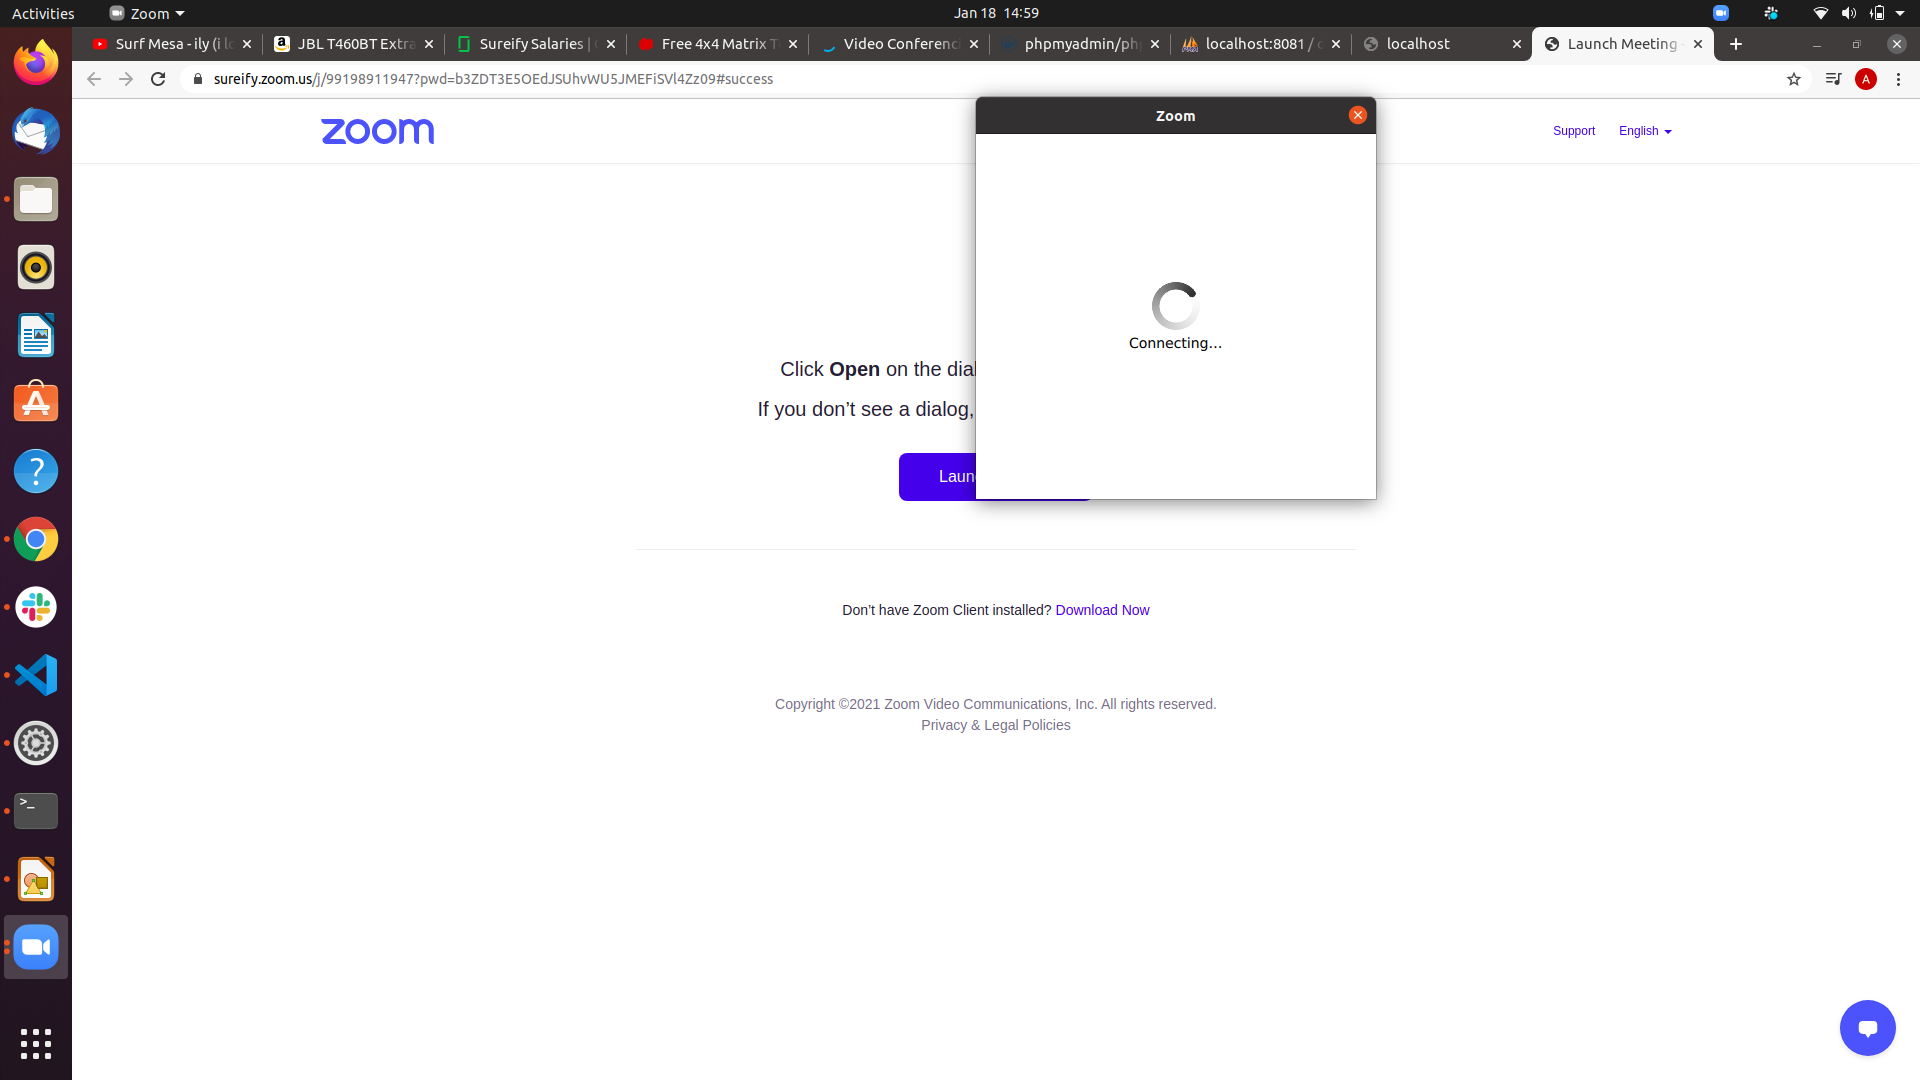 Activities
Zoom
Jan 18 14:59
Surf Mesa - ily (i lo
JBL T460BT Extra
Sureify Salaries |
Free 4x4 Matrix T
Video Conferenci
phpmyadmin/ph
localhost:8081 /
localhost
Launch Meeting -
sureify.zoom.us/j/99198911947?pwd=b3ZDT3E5OEdJSUhvWU5JMEFiSVl4Zz09#success
A
zoom
Zoom
Support
English
Connecting...
Click Open on the dial
If you don’t see a dialog,
Laun
Don’t have Zoom Client installed? Download Now
Copyright ©2021 Zoom Video Communications, Inc. All rights reserved.
Privacy & Legal Policies